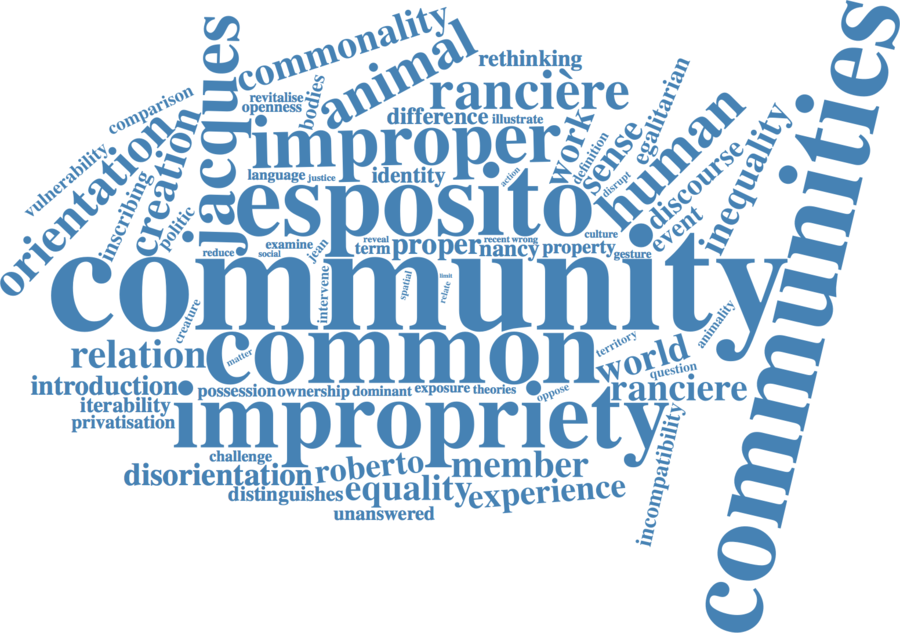 communities
jacques
commonality
animal
rethinking
comparison
creation
revitalise
openness
bodies
rancière
difference
illustrate
egalitarian
human
inequality
vulnerability
orientation
improper
work
definition
sense
discourse
language
justice
identity
action
disrupt
inscribing
politic
esposito
culture
event
reduce
examine
social
jean
reveal
term
proper
recent
wrong
nancy
property
gesture
community
creature
intervene
spatial
limit
relate
animality
relation
matter
common
territory
world
question
introduction
possession
ownership
dominant
exposure
theories
oppose
ranciere
iterability
privatisation
impropriety
incompatibility
challenge
disorientation
roberto
member
distinguishes
equality
experience
unanswered